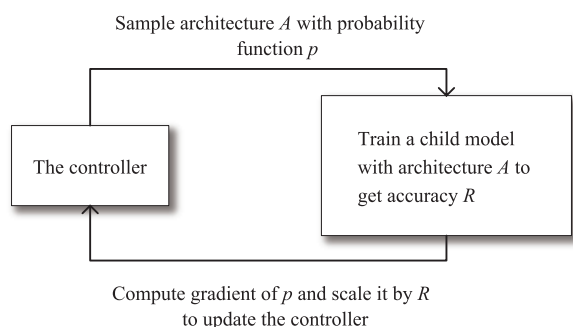 Sample architecture A with probability
function p
The controller
Train a child model
with architecture A to
get accuracy R
Compute gradient of p and scale it by R
to update the controller